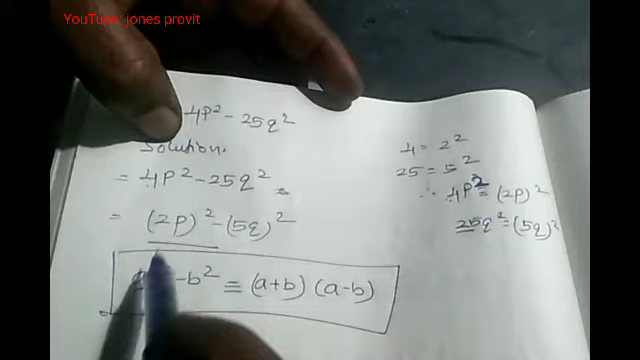 YouTube: jones provit
4P² - 25q²
Solution.
= 4P² - 25q² =
= (2P)² - (5q)²
- b² = (a+b) (a-b)
4 = 2²
25 = 5²
∴ 4P² = (2P)²
25q² = (5q)²